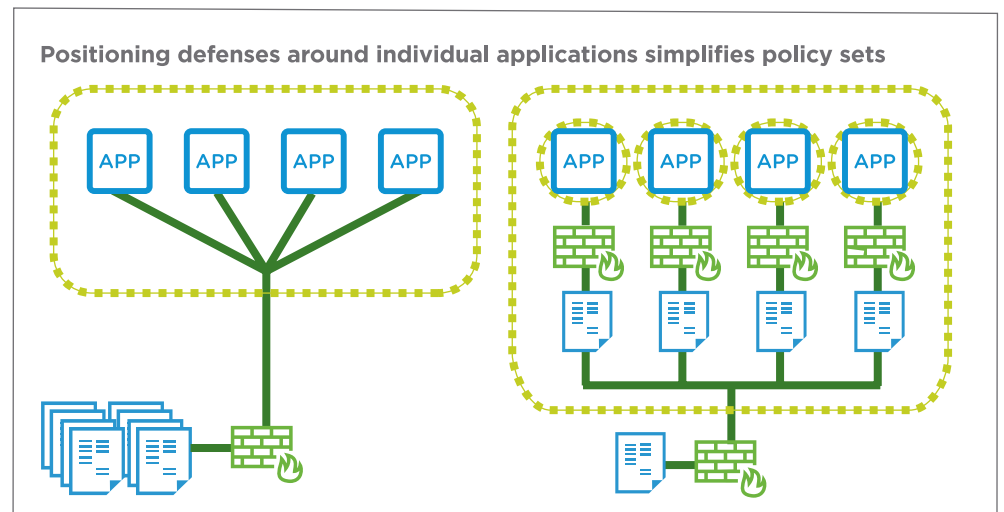 Positioning defenses around individual applications simplifies policy sets
APP APP APP APP
APP APP APP APP